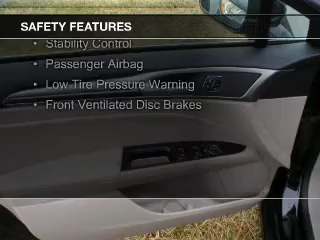 SAFETY FEATURES
• Stability Control
• Passenger Airbag
• Low Tire Pressure Warning
• Front Ventilated Disc Brakes